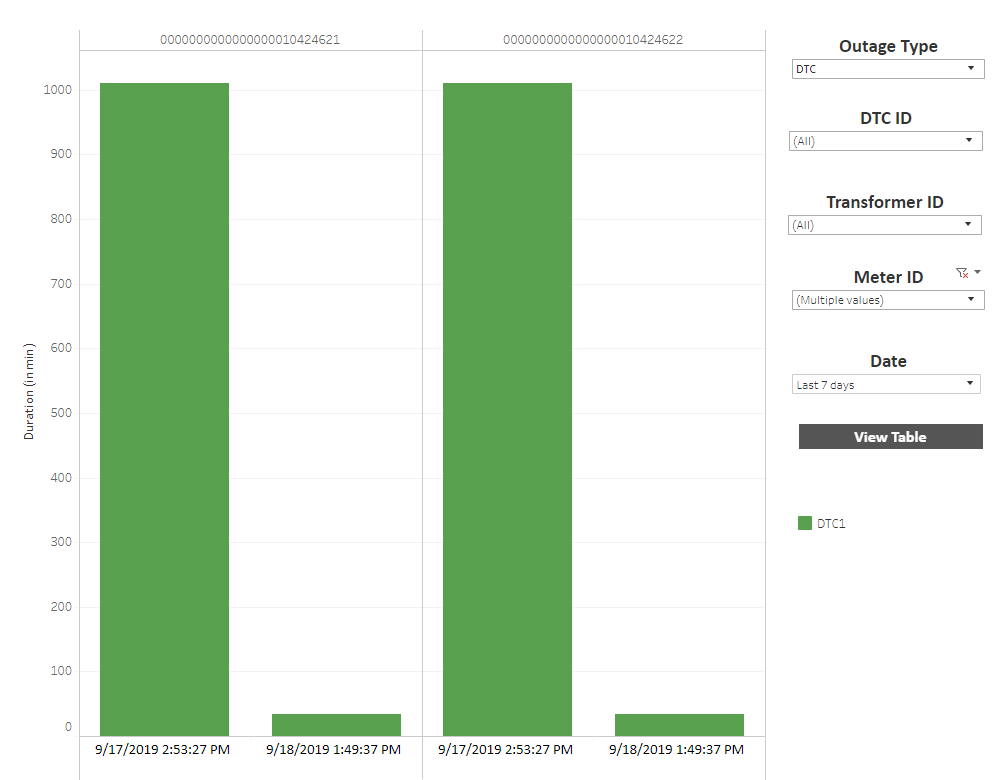 0000000000000000010424621
0000000000000000010424622
1000
900
800
700
600
500
400
300
200
100
0
Duration (in min)
9/17/2019 2:53:27 PM
9/18/2019 1:49:37 PM
9/17/2019 2:53:27 PM
9/18/2019 1:49:37 PM
Outage Type
DTC
DTC ID
(All)
Transformer ID
(All)
Meter ID
(Multiple values)
Date
Last 7 days
View Table
DTC1